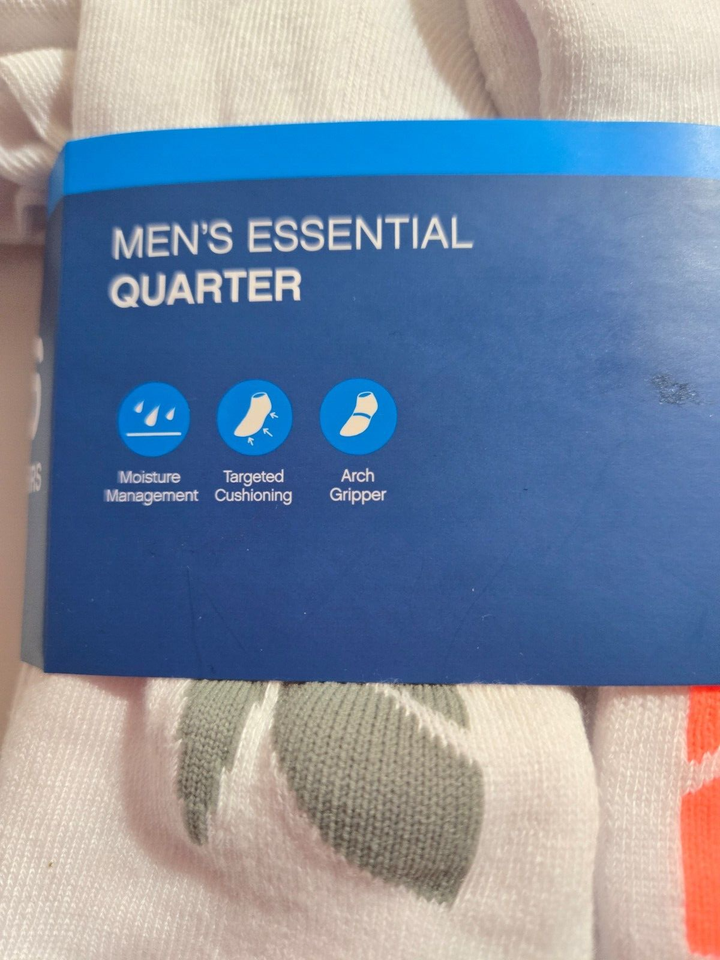 MEN'S ESSENTIAL
QUARTER
Moisture
Management
Targeted
Cushioning
Arch
Gripper